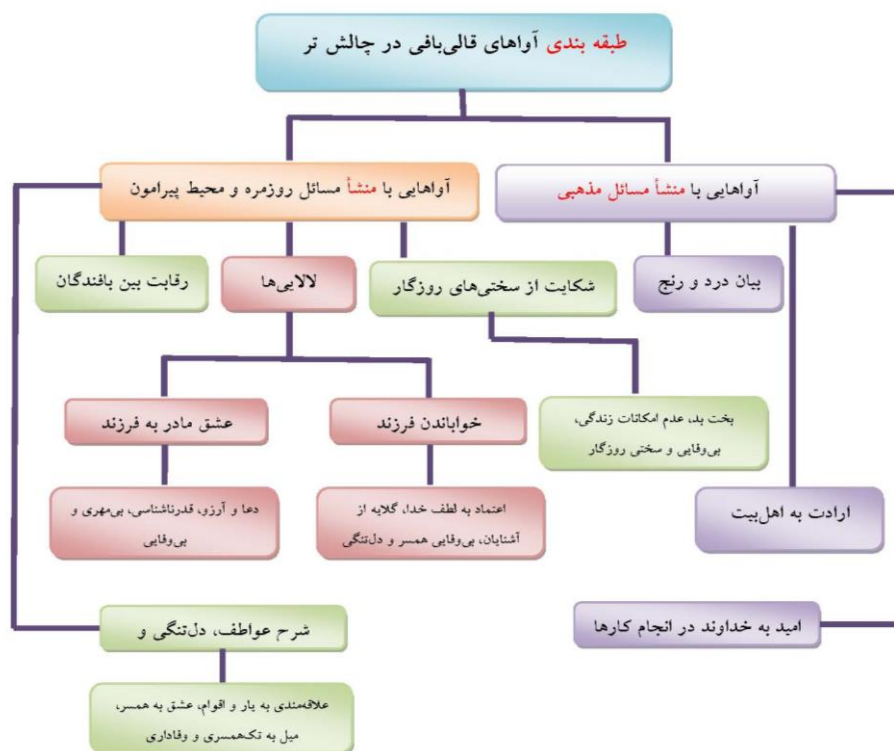 طبقه بندی آواهای قالی‌بافی در چالش تر
آواهایی با منشأ مسائل مذهبی
آواهایی با منشأ مسائل روزمره و محیط پیرامون
بیان درد و رنج
شکایت از سختی‌های روزگار
لالایی‌ها
رقابت بین بافندگان
بخت بد، عدم امکانات زندگی،
بی‌وفایی و سختی روزگار
خواباندن فرزند
عشق مادر به فرزند
ارادت به اهل‌بیت
اعتماد به لطف خدا، گلایه از
آشنایان، بی‌وفایی همسر و دل‌تنگی
دعا و آرزو، قدرناشناسی، بی‌مهری و
بی‌وفایی
امید به خداوند در انجام کارها
شرح عواطف، دل‌تنگی و
علاقه‌مندی به یار و اقوام، عشق به همسر،
میل به تک‌همسری و وفاداری